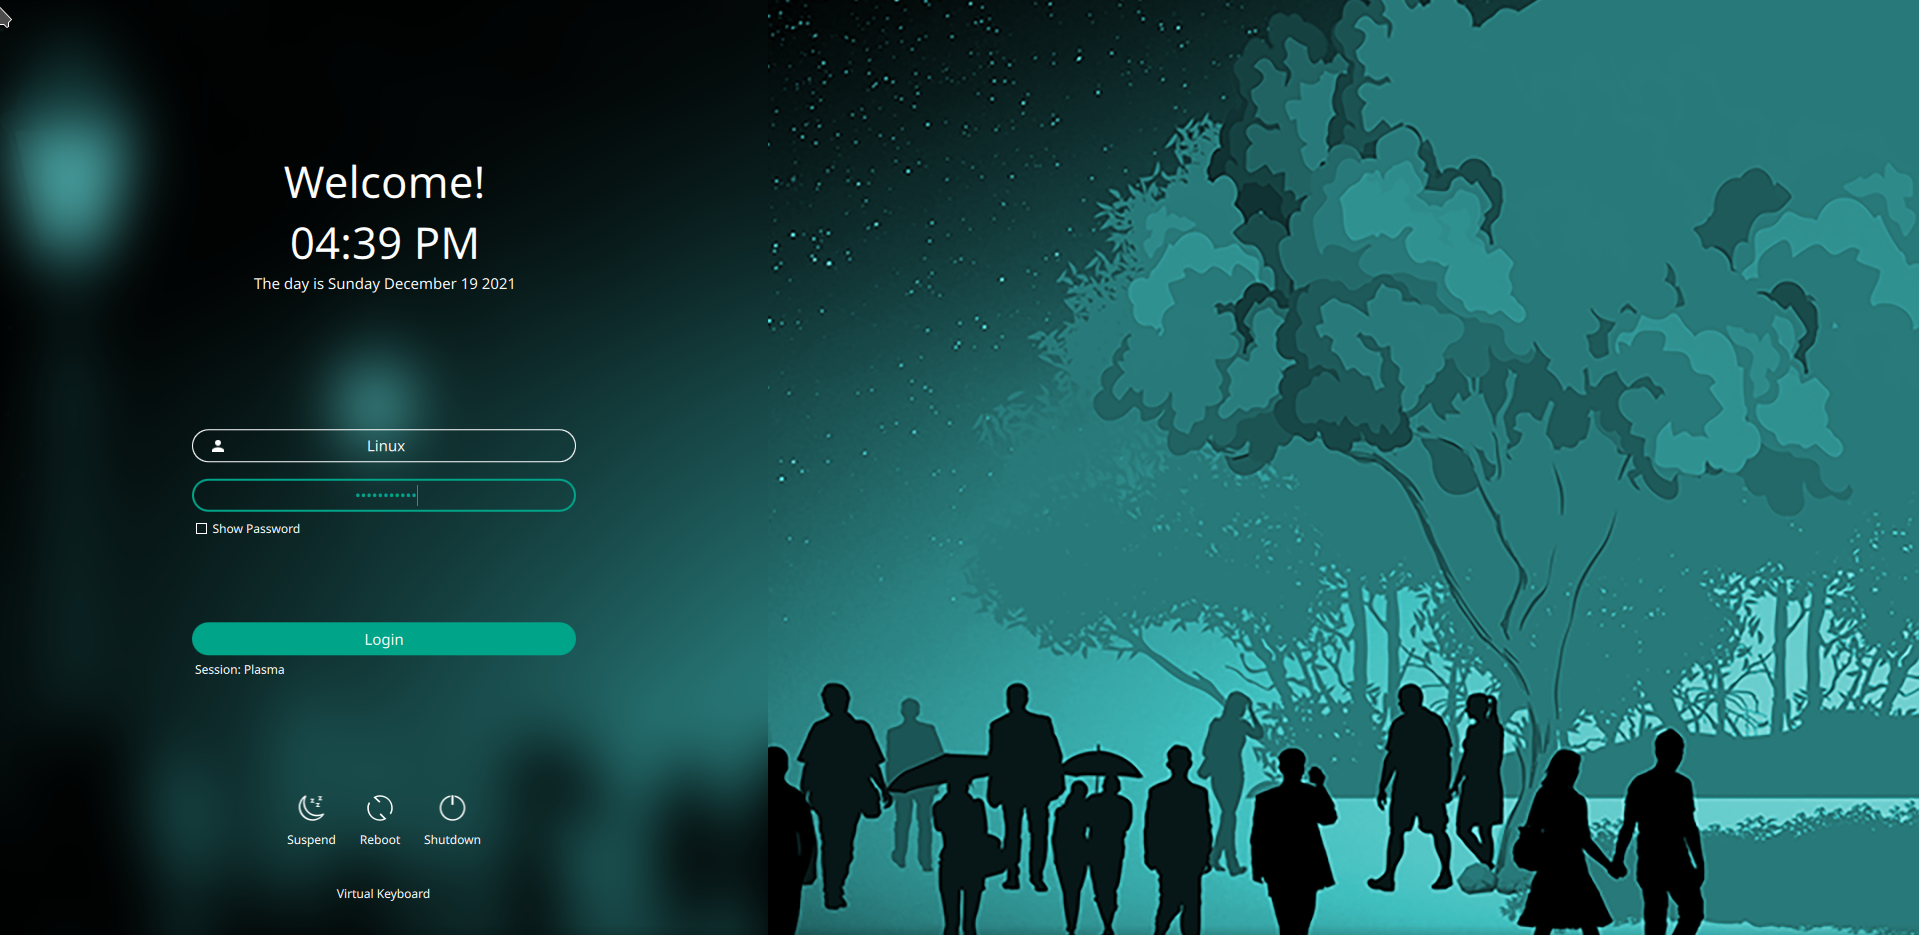 Welcome!
04:39 PM
The day is Sunday December 19 2021
Linux
•••••••••••
Show Password
Login
Session: Plasma
Suspend Reboot Shutdown
Virtual Keyboard